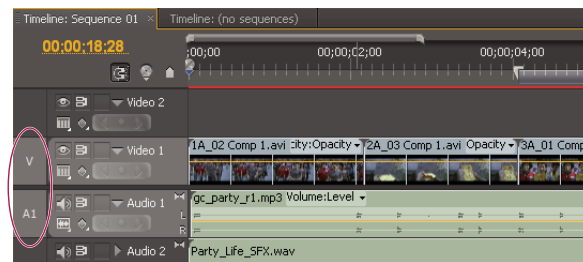 Timeline: Sequence 01 × Timeline: (no sequences)
00;00;18;28
;00;00 00;00;02;00 00;00;04;00
Video 2
V Video 1
1A_02 Comp 1.avi city:Opacity 2A_03 Comp 1.avi Opacity 3A_01 Comp
A1 Audio 1
gc_party_r1.mp3 Volume:Level
L
R
Audio 2 Party_Life_SFX.wav